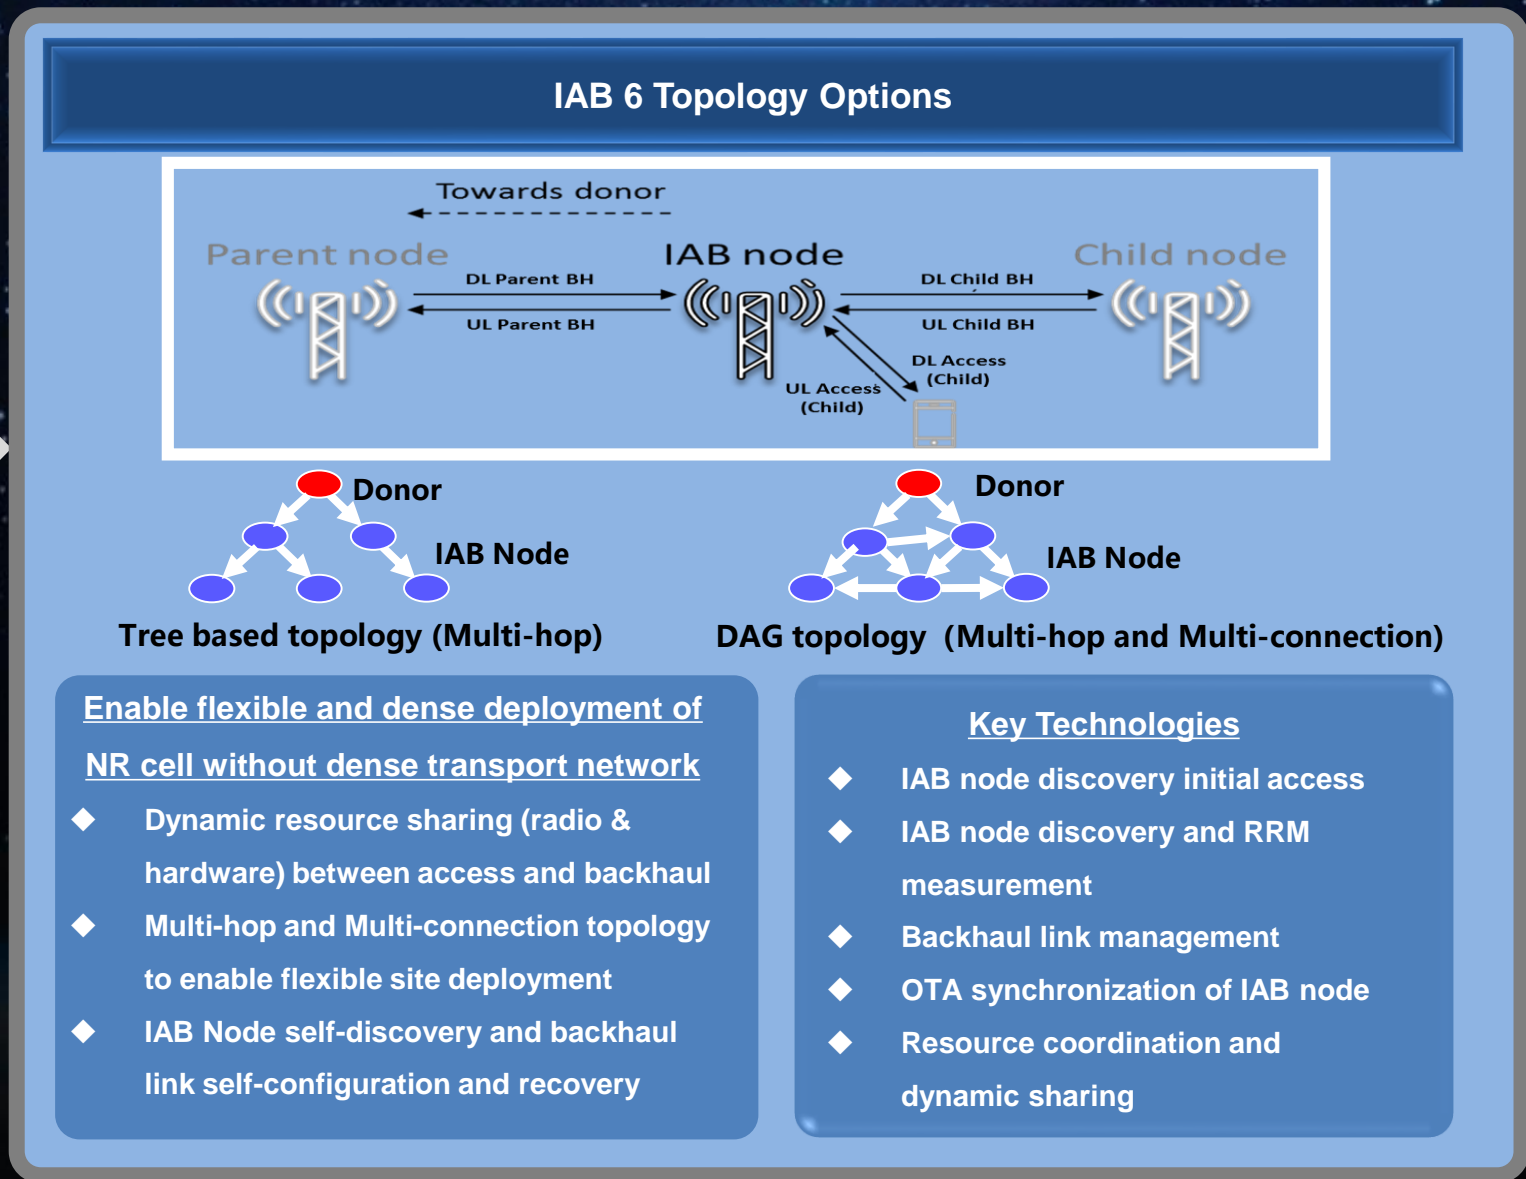 IAB 6 Topology Options
Towards donor
Parent node
IAB node
Child node
DL Parent BH
UL Parent BH
DL Child BH
UL Child BH
DL Access
(Child)
UL Access
(Child)
Donor
IAB Node
Tree based topology (Multi-hop)
Donor
IAB Node
DAG topology (Multi-hop and Multi-connection)
Enable flexible and dense deployment of
NR cell without dense transport network
◆ Dynamic resource sharing (radio &
hardware) between access and backhaul
◆ Multi-hop and Multi-connection topology
to enable flexible site deployment
◆ IAB Node self-discovery and backhaul
link self-configuration and recovery
Key Technologies
◆ IAB node discovery initial access
◆ IAB node discovery and RRM
measurement
◆ Backhaul link management
◆ OTA synchronization of IAB node
◆ Resource coordination and
dynamic sharing